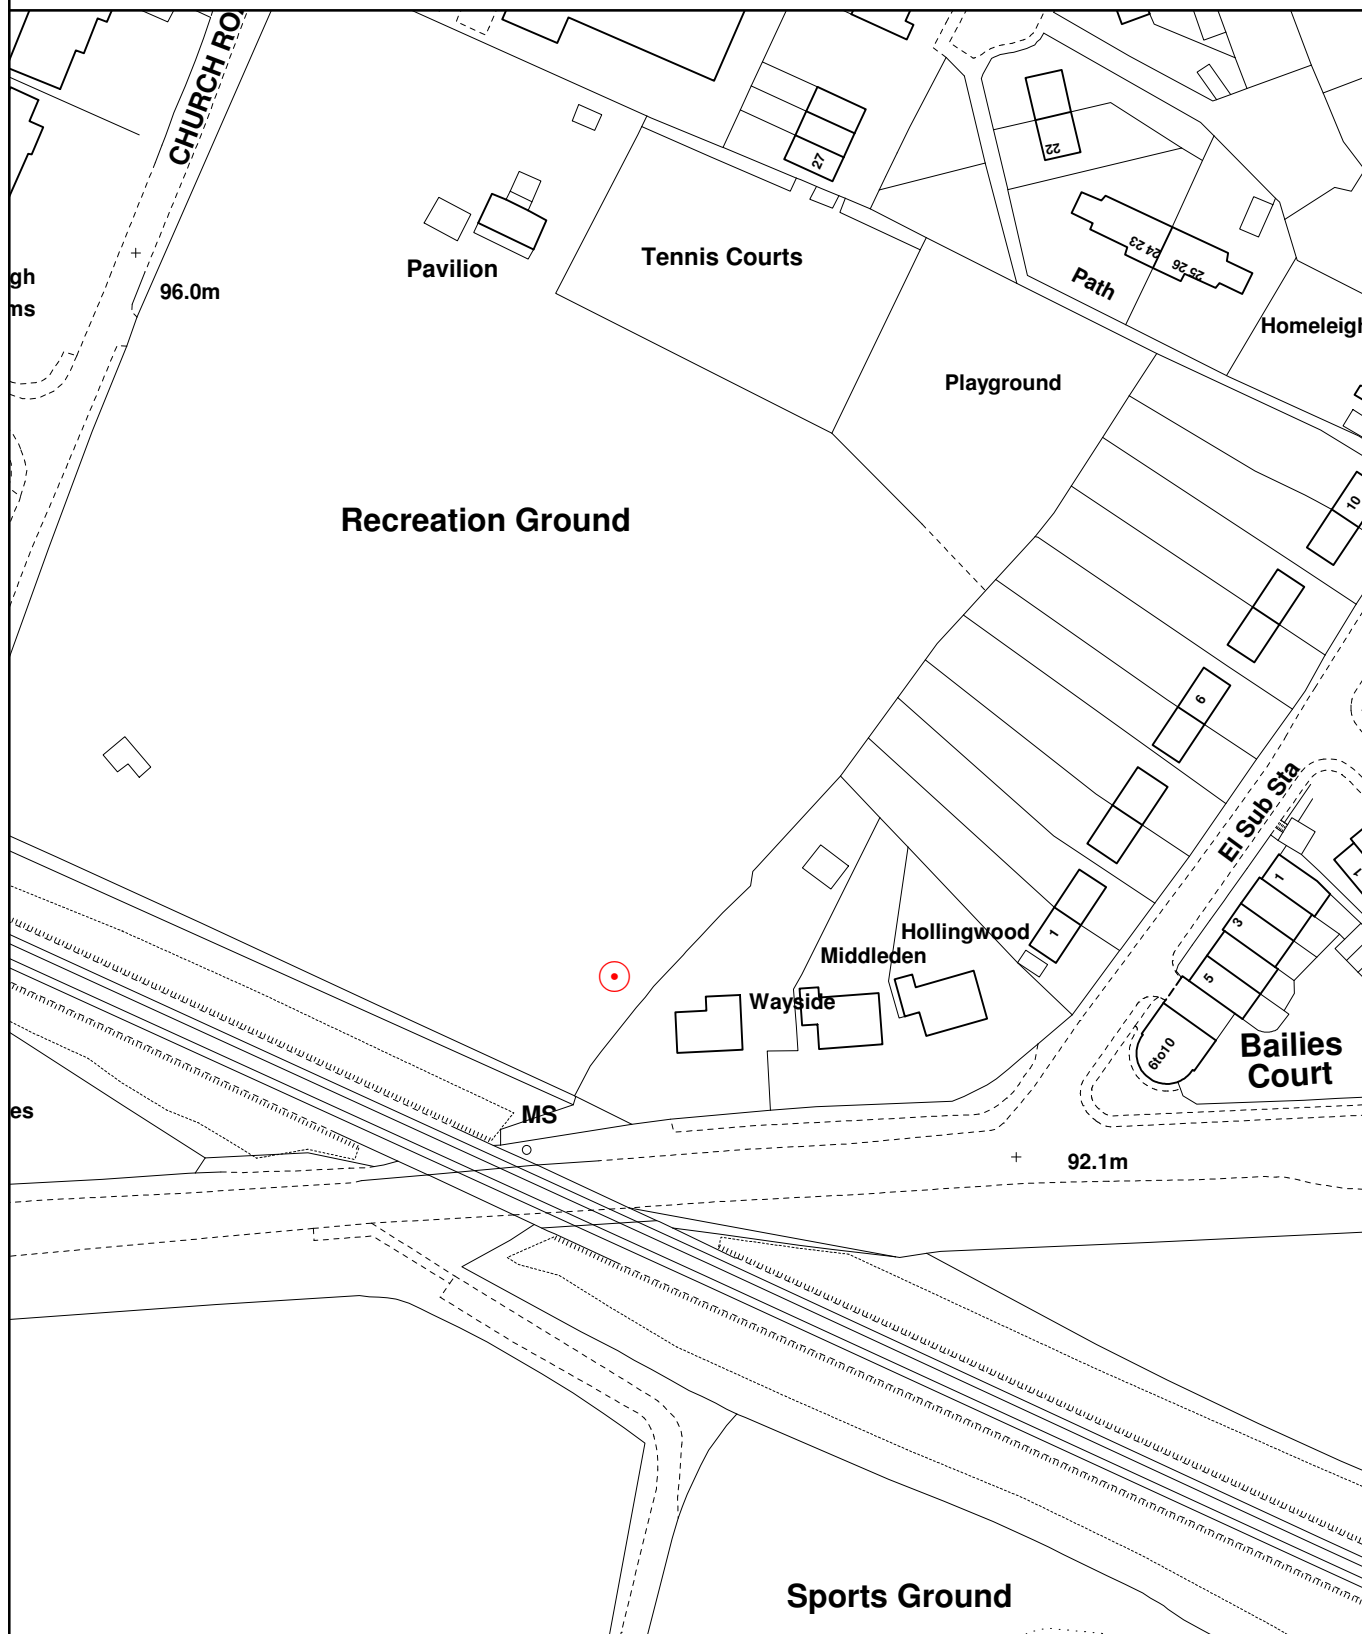 CHURCH RO
27
22
24 23
25 26
Path
Pavilion
Tennis Courts
gh
ms
96.0m
Homeleigh
Playground
10
Recreation Ground
6
El Sub Sta
1
3
5
6to10
Hollingwood
1
Middleden
Wayside
Bailies
Court
es
MS
92.1m
Sports Ground